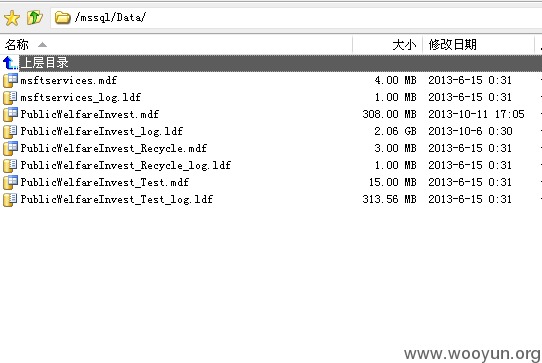 /mssql/Data/
名称 大小 修改日期
上层目录
msftservices.mdf 4.00 MB 2013-6-15 0:31
msftservices_log.ldf 1.00 MB 2013-6-15 0:31
PublicWelfareInvest.mdf 308.00 MB 2013-10-11 17:05
PublicWelfareInvest_log.ldf 2.06 GB 2013-10-6 0:30
PublicWelfareInvest_Recycle.mdf 3.00 MB 2013-6-15 0:31
PublicWelfareInvest_Recycle_log.ldf 1.00 MB 2013-6-15 0:31
PublicWelfareInvest_Test.mdf 15.00 MB 2013-6-15 0:31
PublicWelfareInvest_Test_log.ldf 313.56 MB 2013-6-15 0:31
www.wooyun.org